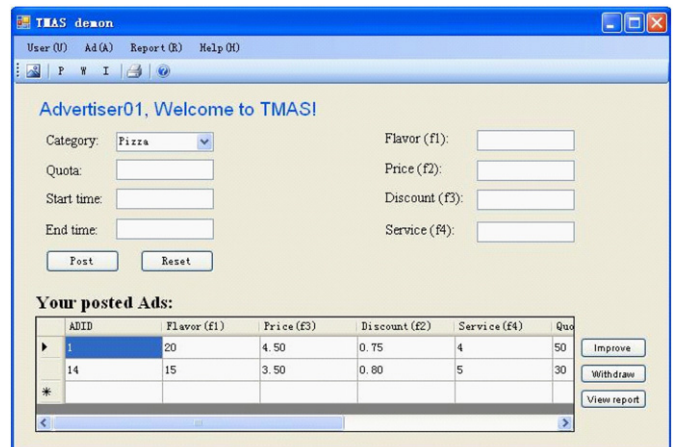 TMAS demon
User(U) Ad(A) Report(R) Help(H)
P W I
Advertiser01, Welcome to TMAS!
Category: Pizza Flavor (f1):
Quota: Price (f2):
Start time: Discount (f3):
End time: Service (f4):
Post Reset
Your posted Ads:
ADID Flavor(f1) Price(f3) Discount(f2) Service(f4) Quo
1 20 4.50 0.75 4 50 Improve
14 15 3.50 0.80 5 30 Withdraw
View report